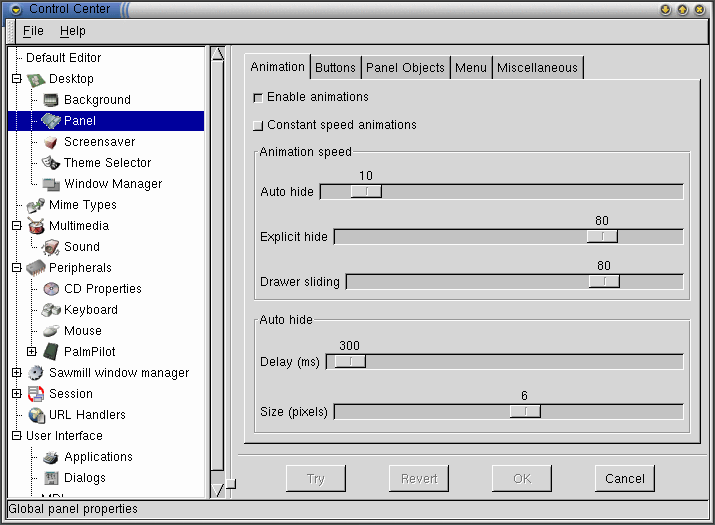 Control Center
File Help
Default Editor
Desktop
Background
Panel
Screensaver
Theme Selector
Window Manager
Mime Types
Multimedia
Sound
Peripherals
CD Properties
Keyboard
Mouse
PalmPilot
Sawmill window manager
Session
URL Handlers
User Interface
Applications
Dialogs
Animation Buttons Panel Objects Menu Miscellaneous
Enable animations
Constant speed animations
Animation speed
10
Auto hide
80
Explicit hide
80
Drawer sliding
Auto hide
300
Delay (ms)
6
Size (pixels)
Try Revert OK Cancel
Global panel properties